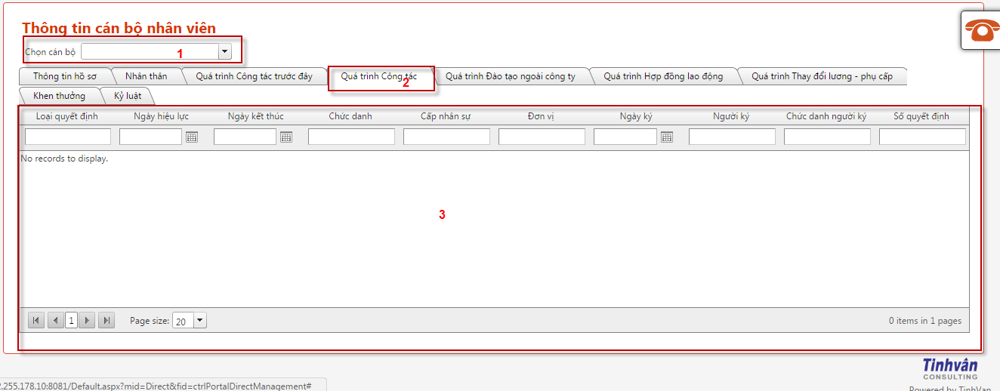 Thông tin cán bộ nhân viên
Chọn cán bộ 1
Thông tin hồ sơ Nhân thân Quá trình Công tác trước đây Quá trình Công tác 2 Quá trình Đào tạo ngoài công ty Quá trình Hợp đồng lao động Quá trình Thay đổi lương - phụ cấp
Khen thưởng Kỷ luật
Loại quyết định Ngày hiệu lực Ngày kết thúc Chức danh Cấp nhân sự Đơn vị Ngày ký Người ký Chức danh người ký Số quyết định
No records to display.
3
1 Page size: 20 0 items in 1 pages
Tinhvân
CONSULTING
.255.178.10:8081/Default.aspx?mid=Direct&fid=ctrlPortalDirectManagement#
Powered by TinhVan